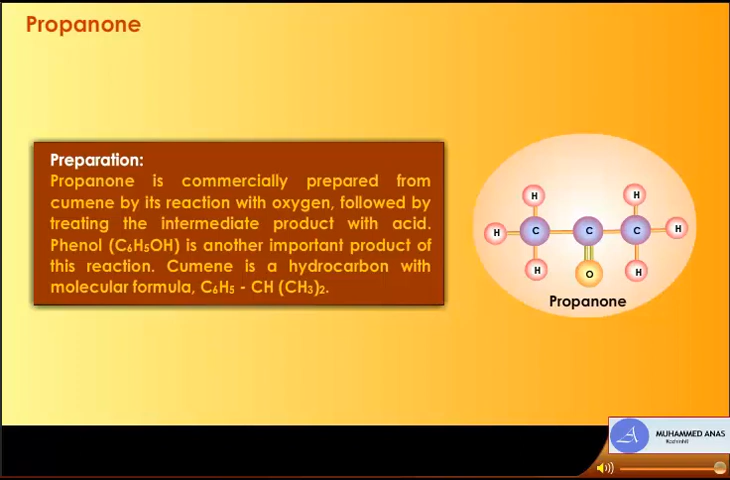 Propanone
Preparation:
Propanone is commercially prepared from
cumene by its reaction with oxygen, followed by
treating the intermediate product with acid.
Phenol (C₆H₅OH) is another important product of
this reaction. Cumene is a hydrocarbon with
molecular formula, C₆H₅ - CH (CH₃)₂.
H H
H C C C H
H O H
Propanone
A MUHAMMED ANAS